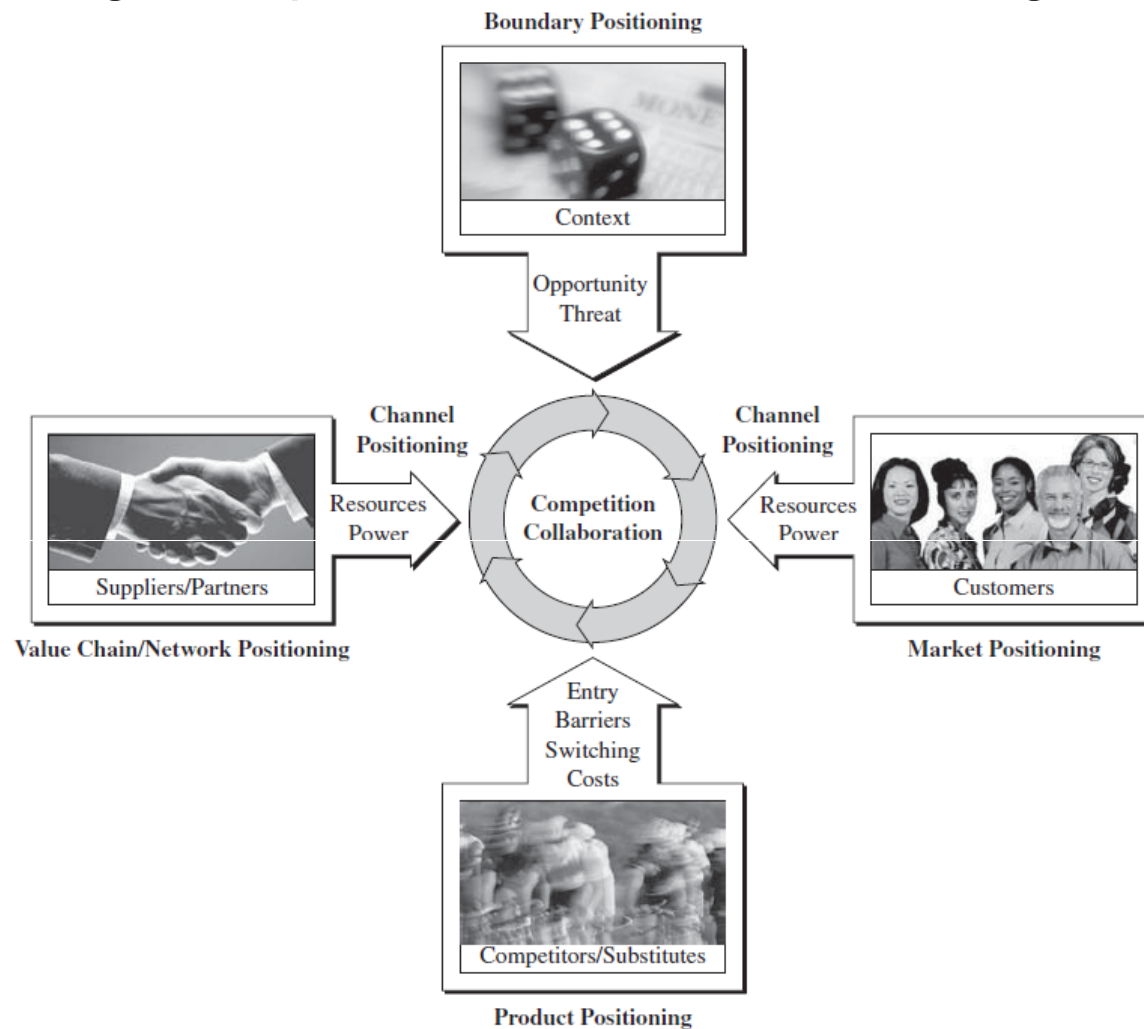 Boundary Positioning
MONEY
Context
Opportunity
Threat
Channel
Positioning
Channel
Positioning
Resources
Power
Competition
Collaboration
Resources
Power
Suppliers/Partners
Customers
Value Chain/Network Positioning
Market Positioning
Entry
Barriers
Switching
Costs
Competitors/Substitutes
Product Positioning